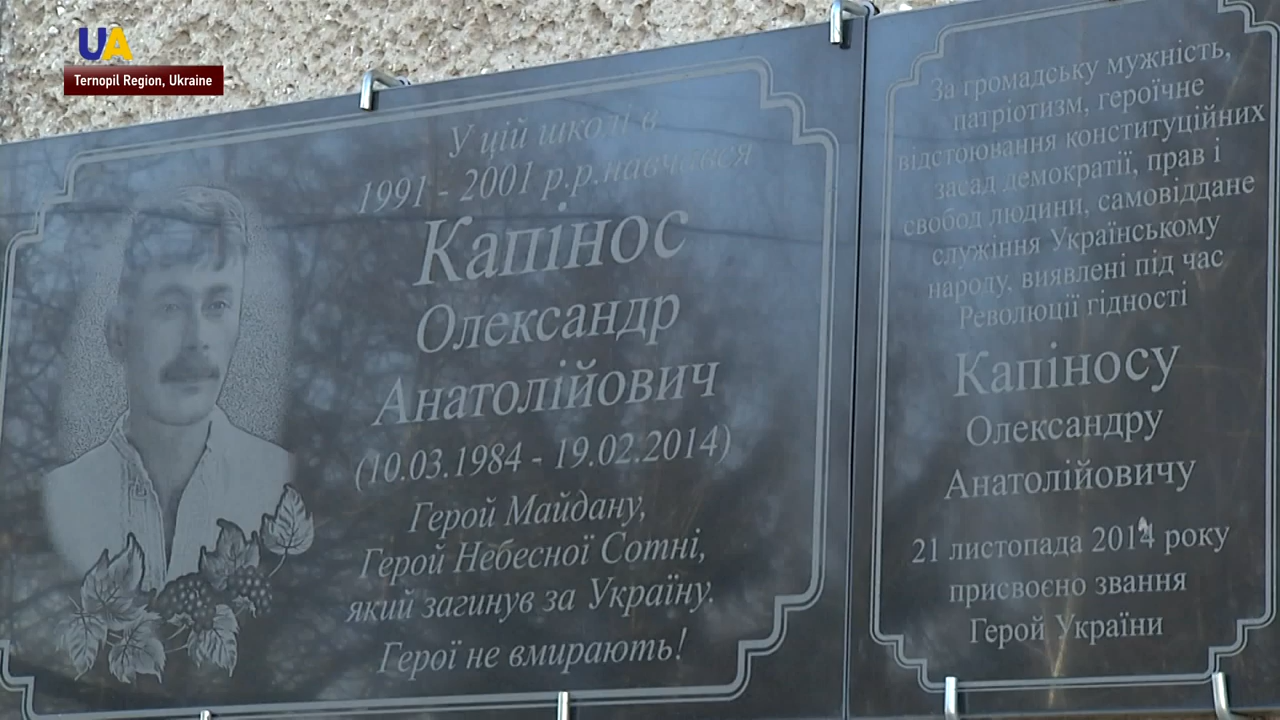 UA
Ternopil Region, Ukraine
У цій школі в
1991 - 2001 р.р.навчався
Капінос
Олександр
Анатолійович
(10.03.1984 - 19.02.2014)
Герой Майдану,
Герой Небесної Сотні,
який загинув за Україну.
Герої не вмирають!
За громадську мужність,
патріотизм, героїчне
відстоювання конституційних
засад демократії, прав і
свобод людини, самовіддане
служіння Українському
народу, виявлені під час
Революції гідності
Капіносу
Олександру
Анатолійовичу
21 листопада 2014 року
присвоєно звання
Герой України